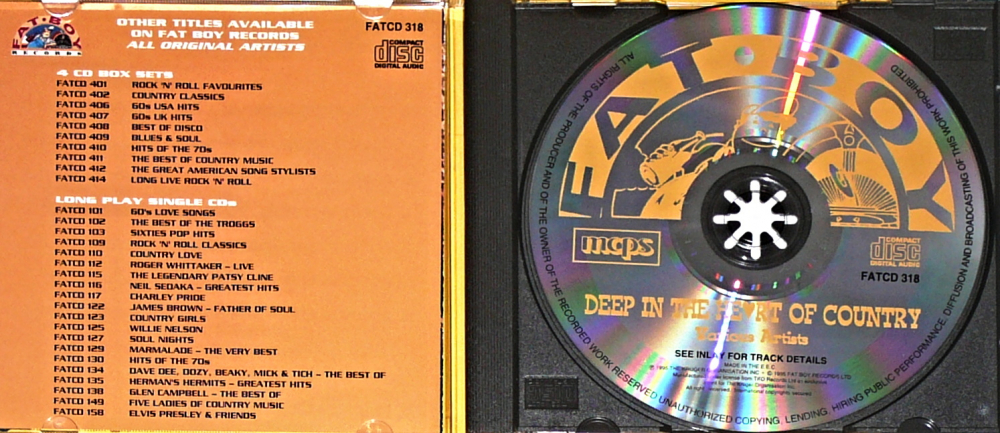 FAT·BOY
RECORDS
OTHER TITLES AVAILABLE
ON FAT BOY RECORDS
ALL ORIGINAL ARTISTS
FATCD 318
COMPACT
disc
DIGITAL AUDIO
4 CD BOX SETS
FATCD 401 ROCK 'N' ROLL FAVOURITES
FATCD 402 COUNTRY CLASSICS
FATCD 406 60s USA HITS
FATCD 407 60s UK HITS
FATCD 408 BEST OF DISCO
FATCD 409 BLUES & SOUL
FATCD 410 HITS OF THE 70s
FATCD 411 THE BEST OF COUNTRY MUSIC
FATCD 412 THE GREAT AMERICAN SONG STYLISTS
FATCD 414 LONG LIVE ROCK 'N' ROLL
LONG PLAY SINGLE CDs
FATCD 101 60's LOVE SONGS
FATCD 102 THE BEST OF THE TROGGS
FATCD 103 SIXTIES POP HITS
FATCD 109 ROCK 'N' ROLL CLASSICS
FATCD 110 COUNTRY LOVE
FATCD 112 ROGER WHITTAKER – LIVE
FATCD 115 THE LEGENDARY PATSY CLINE
FATCD 116 NEIL SEDAKA – GREATEST HITS
FATCD 117 CHARLEY PRIDE
FATCD 122 JAMES BROWN – FATHER OF SOUL
FATCD 123 COUNTRY GIRLS
FATCD 125 WILLIE NELSON
FATCD 127 SOUL NIGHTS
FATCD 129 MARMALADE – THE VERY BEST
FATCD 130 HITS OF THE 70s
FATCD 134 DAVE DEE, DOZY, BEAKY, MICK & TICH – THE BEST OF
FATCD 135 HERMAN'S HERMITS – GREATEST HITS
FATCD 138 GLEN CAMPBELL – THE BEST OF
FATCD 149 FIVE LADIES OF COUNTRY MUSIC
FATCD 158 ELVIS PRESLEY & FRIENDS
FAT·BOY
mcps
COMPACT
disc
DIGITAL AUDIO
FATCD 318
DEEP IN THE HE♥RT OF COUNTRY
Various Artists
SEE INLAY FOR TRACK DETAILS
MADE IN THE E.E.C.
ALL RIGHTS OF THE PRODUCER AND OF THE OWNER OF THE RECORDED WORK RESERVED UNAUTHORIZED COPYING, LENDING, HIRING PUBLIC PERFORMANCE, DIFFUSION AND BROADCASTING OF THIS WORK PROHIBITED